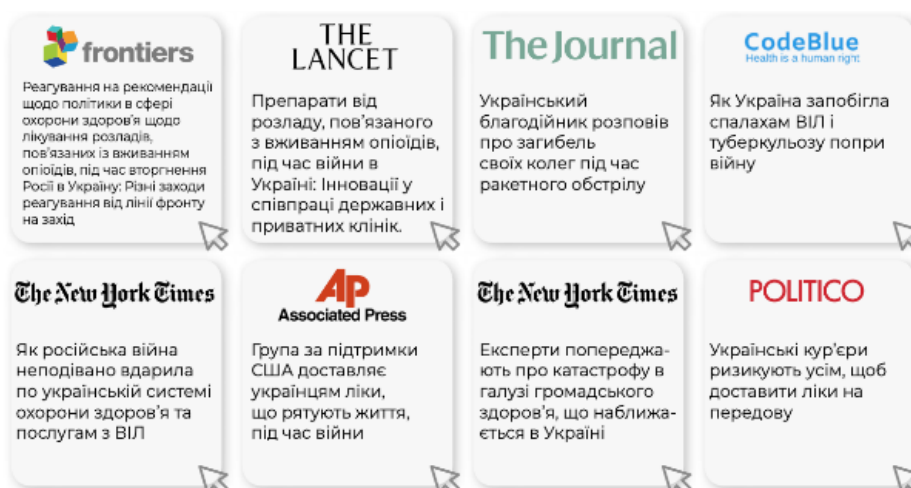 frontiers
Реагування на рекомендації
щодо політики в сфері
охорони здоров'я щодо
лікування розладів,
пов'язаних із вживанням
опіоїдів, під час вторгнення
Росії в Україну: Різні заходи
реагування від лінії фронту
на захід
THE
LANCET
Препарати від
розладу, пов'язаного
з вживанням опіоїдів,
під час війни в
Україні: Інновації у
співпраці державних і
приватних клінік.
The Journal
Український
благодійник розповів
про загибель
своїх колег під час
ракетного обстрілу
CodeBlue
Health is a human right
Як Україна запобігла
спалахам ВІЛ і
туберкульозу попри
війну
The New York Times
Як російська війна
неподівано вдарила
по українській системі
охорони здоров'я та
послугам з ВІЛ
AP
Associated Press
Група за підтримки
США доставляє
українцям ліки,
що рятують життя,
під час війни
The New York Times
Експерти попереджа-
ють про катастрофу в
галузі громадського
здоров'я, що наближа-
ється в Україні
POLITICO
Українські кур'єри
ризикують усім, щоб
доставити ліки на
передову